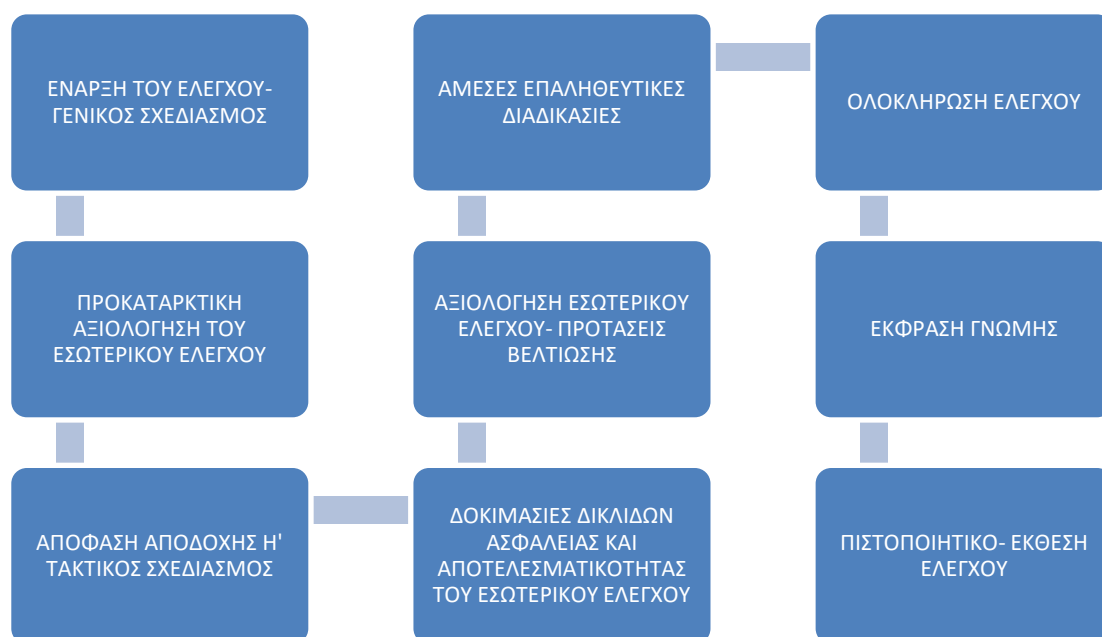 ΕΝΑΡΞΗ ΤΟΥ ΕΛΕΓΧΟΥ-
ΓΕΝΙΚΟΣ ΣΧΕΔΙΑΣΜΟΣ
ΠΡΟΚΑΤΑΡΚΤΙΚΗ
ΑΞΙΟΛΟΓΗΣΗ ΤΟΥ
ΕΣΩΤΕΡΙΚΟΥ ΕΛΕΓΧΟΥ
ΑΠΟΦΑΣΗ ΑΠΟΔΟΧΗΣ Η'
ΤΑΚΤΙΚΟΣ ΣΧΕΔΙΑΣΜΟΣ
ΔΟΚΙΜΑΣΙΕΣ ΔΙΚΛΙΔΩΝ
ΑΣΦΑΛΕΙΑΣ ΚΑΙ
ΑΠΟΤΕΛΕΣΜΑΤΙΚΟΤΗΤΑΣ
ΤΟΥ ΕΣΩΤΕΡΙΚΟΥ ΕΛΕΓΧΟΥ
ΑΞΙΟΛΟΓΗΣΗ ΕΣΩΤΕΡΙΚΟΥ
ΕΛΕΓΧΟΥ- ΠΡΟΤΑΣΕΙΣ
ΒΕΛΤΙΩΣΗΣ
ΑΜΕΣΕΣ ΕΠΑΛΗΘΕΥΤΙΚΕΣ
ΔΙΑΔΙΚΑΣΙΕΣ
ΟΛΟΚΛΗΡΩΣΗ ΕΛΕΓΧΟΥ
ΕΚΦΡΑΣΗ ΓΝΩΜΗΣ
ΠΙΣΤΟΠΟΙΗΤΙΚΟ- ΕΚΘΕΣΗ
ΕΛΕΓΧΟΥ